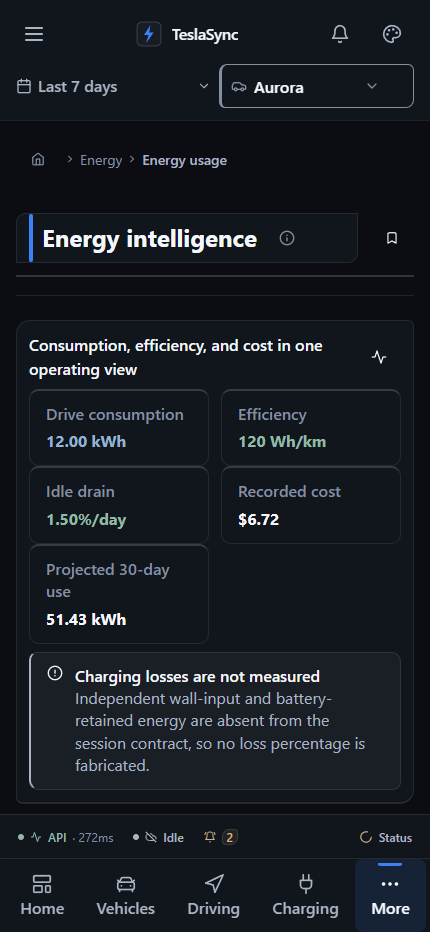 TeslaSync
Last 7 days
Aurora
Energy
Energy usage
Energy intelligence
Consumption, efficiency, and cost in one
operating view
Drive consumption
12.00 kWh
Efficiency
120 Wh/km
Idle drain
1.50%/day
Recorded cost
$6.72
Projected 30-day
use
51.43 kWh
Charging losses are not measured
Independent wall-input and battery-
retained energy are absent from the
session contract, so no loss percentage is
fabricated.
API · 272ms
Idle
2
Status
Home
Vehicles
Driving
Charging
More